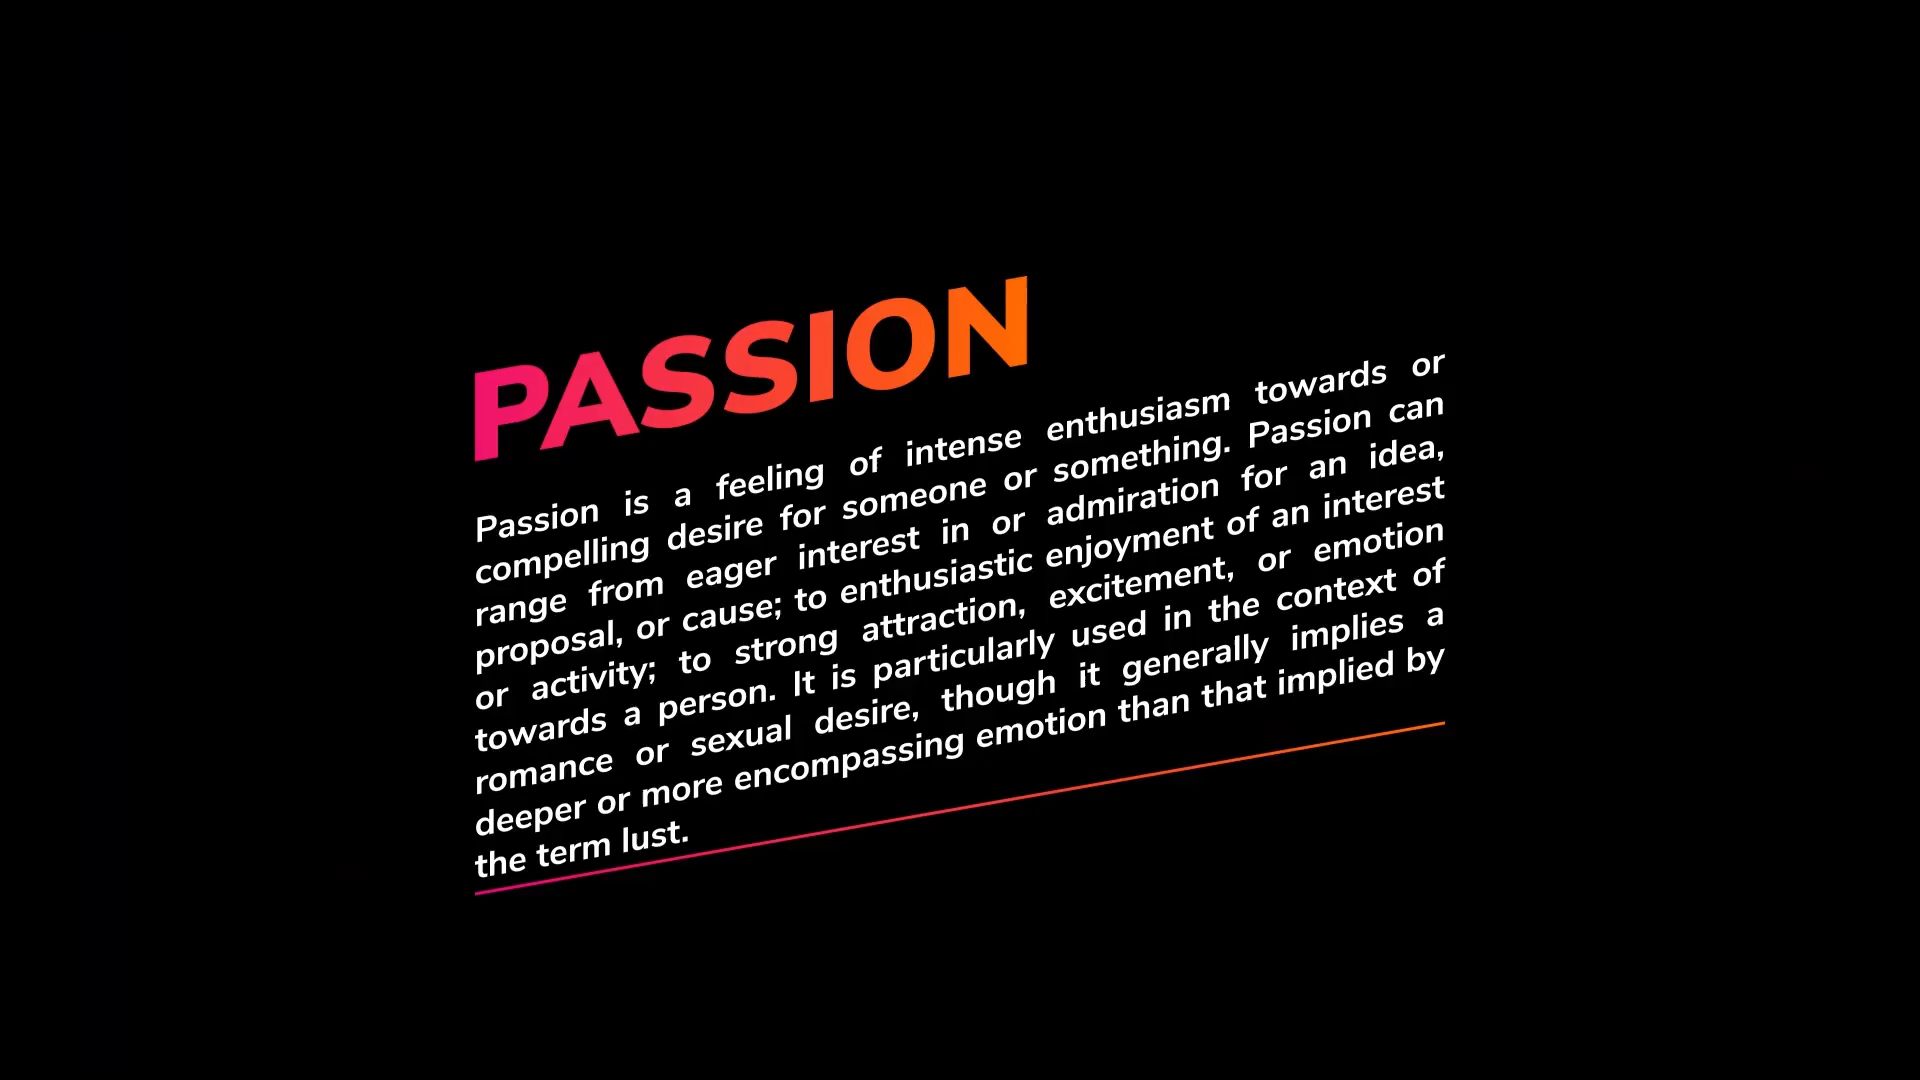 PASSION
Passion is a feeling of intense enthusiasm towards or
compelling desire for someone or something. Passion can
range from eager interest in or admiration for an idea,
proposal, or cause; to enthusiastic enjoyment of an interest
or activity; to strong attraction, excitement, or emotion
towards a person. It is particularly used in the context of
romance or sexual desire, though it generally implies a
deeper or more encompassing emotion than that implied by
the term lust.